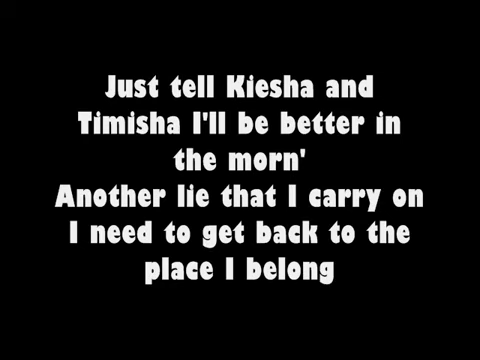 Just tell Kiesha and
Timisha I'll be better in
the morn'
Another lie that I carry on
I need to get back to the
place I belong